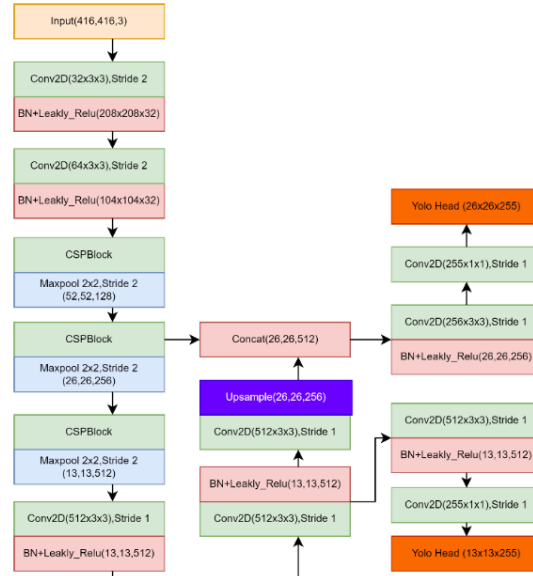 Input(416,416,3)
Conv2D(32x3x3),Stride 2
BN+Leakly_Relu(208x208x32)
Conv2D(64x3x3),Stride 2
BN+Leakly_Relu(104x104x32)
CSPBlock
Maxpool 2x2,Stride 2
(52,52,128)
CSPBlock
Maxpool 2x2,Stride 2
(26,26,256)
CSPBlock
Maxpool 2x2,Stride 2
(13,13,512)
Conv2D(512x3x3),Stride 1
BN+Leakly_Relu(13,13,512)
Concat(26,26,512)
Upsample(26,26,256)
Conv2D(512x3x3),Stride 1
BN+Leakly_Relu(13,13,512)
Conv2D(512x3x3),Stride 1
Yolo Head (26x26x255)
Conv2D(255x1x1),Stride 1
Conv2D(256x3x3),Stride 1
BN+Leakly_Relu(26,26,256)
Conv2D(512x3x3),Stride 1
BN+Leakly_Relu(13,13,512)
Conv2D(255x1x1),Stride 1
Yolo Head (13x13x255)